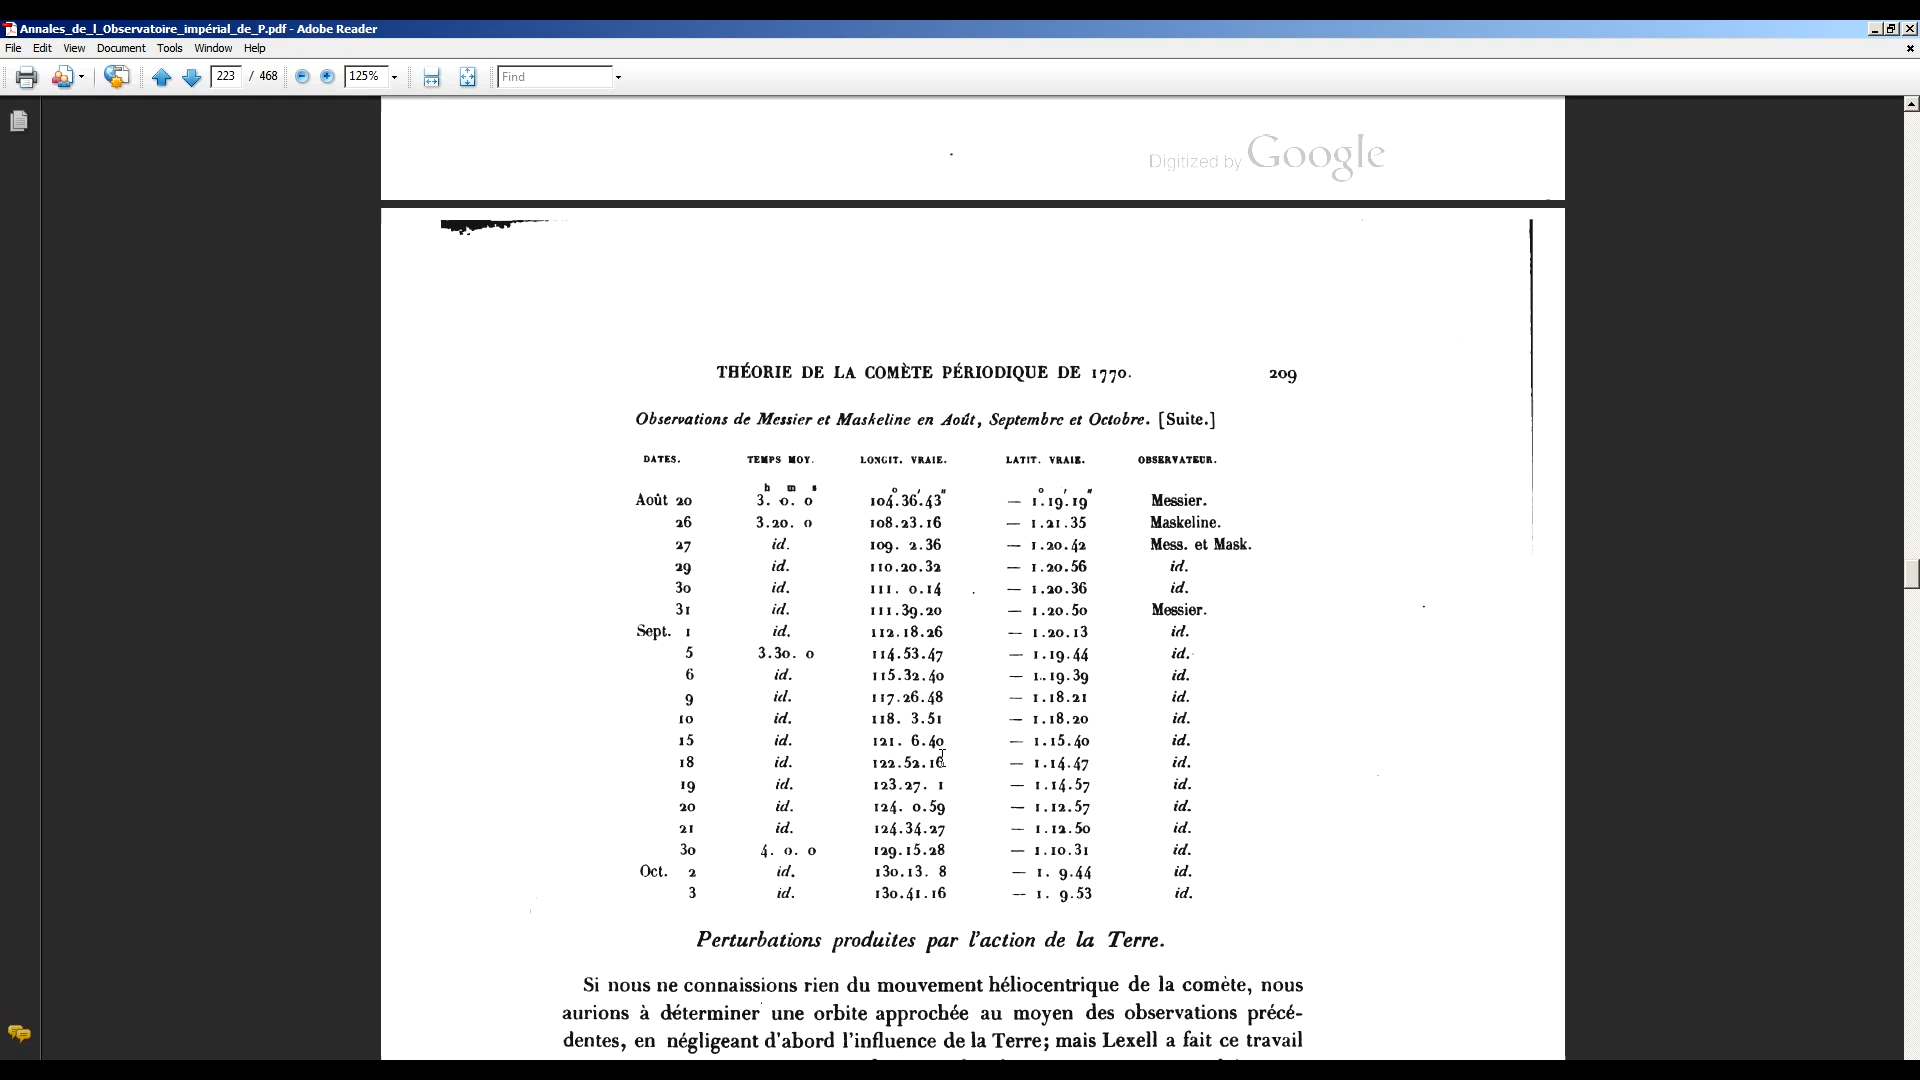 Annales_de_l_Observatoire_impérial_de_P.pdf - Adobe Reader
File Edit View Document Tools Window Help
223 / 468 125% Find
Digitized by Google
THÉORIE DE LA COMÈTE PÉRIODIQUE DE 1770. 209
Observations de Messier et Maskeline en Août, Septembre et Octobre. [Suite.]
DATES. TEMPS MOY. LONGIT. VRAIE. LATIT. VRAIE. OBSERVATEUR.
h m s o ' " o ' "
Août 20 3. 0. 0 104.36.43 — 1.19.19 Messier.
26 3.20. 0 108.23.16 — 1.21.35 Maskeline.
27 id. 109. 2.36 — 1.20.42 Mess. et Mask.
29 id. 110.20.32 — 1.20.56 id.
30 id. 111. 0.14 — 1.20.36 id.
31 id. 111.39.20 — 1.20.50 Messier.
Sept. 1 id. 112.18.26 — 1.20.13 id.
5 3.30. 0 114.53.47 — 1.19.44 id.
6 id. 115.32.40 — 1.19.39 id.
9 id. 117.26.48 — 1.18.21 id.
10 id. 118. 3.51 — 1.18.20 id.
15 id. 121. 6.40 — 1.15.40 id.
18 id. 122.52.16 — 1.14.47 id.
19 id. 123.27. 1 — 1.14.57 id.
20 id. 124. 0.59 — 1.12.57 id.
21 id. 124.34.27 — 1.12.50 id.
30 4. 0. 0 129.15.28 — 1.10.31 id.
Oct. 2 id. 130.13. 8 — 1. 9.44 id.
3 id. 130.41.16 — 1. 9.53 id.
Perturbations produites par l'action de la Terre.
Si nous ne connaissions rien du mouvement héliocentrique de la comète, nous
aurions à déterminer une orbite approchée au moyen des observations précé-
dentes, en négligeant d'abord l'influence de la Terre; mais Lexell a fait ce travail